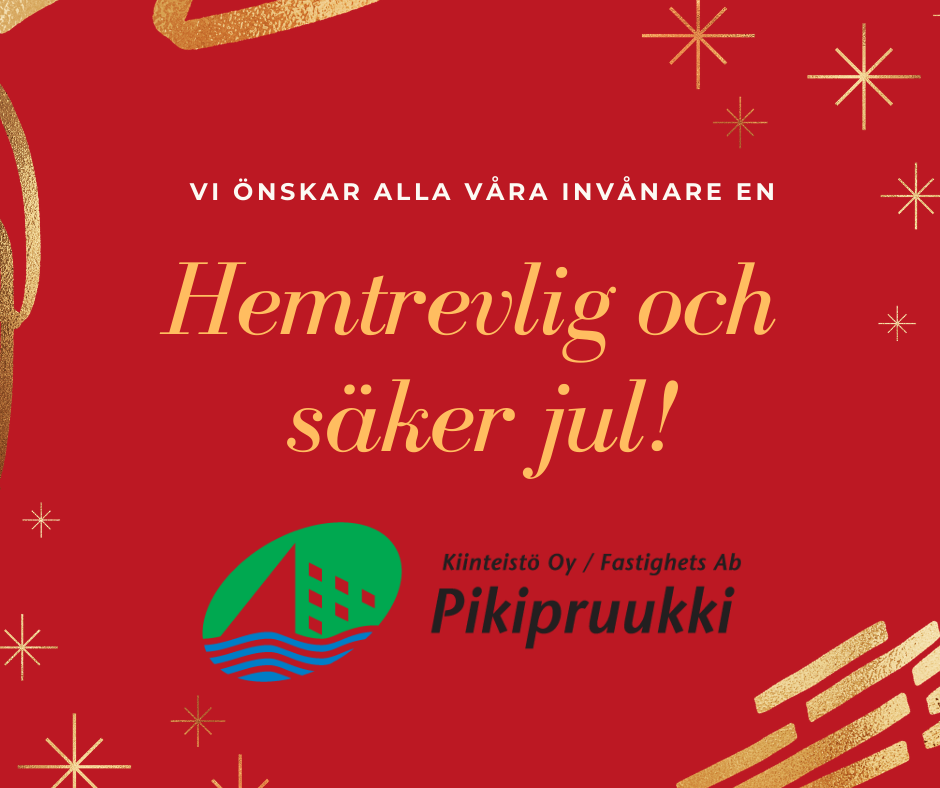 VI ÖNSKAR ALLA VÅRA INVÅNARE EN
Hemtrevlig och
säker jul!
Kiinteistö Oy / Fastighets Ab
Pikipruukki